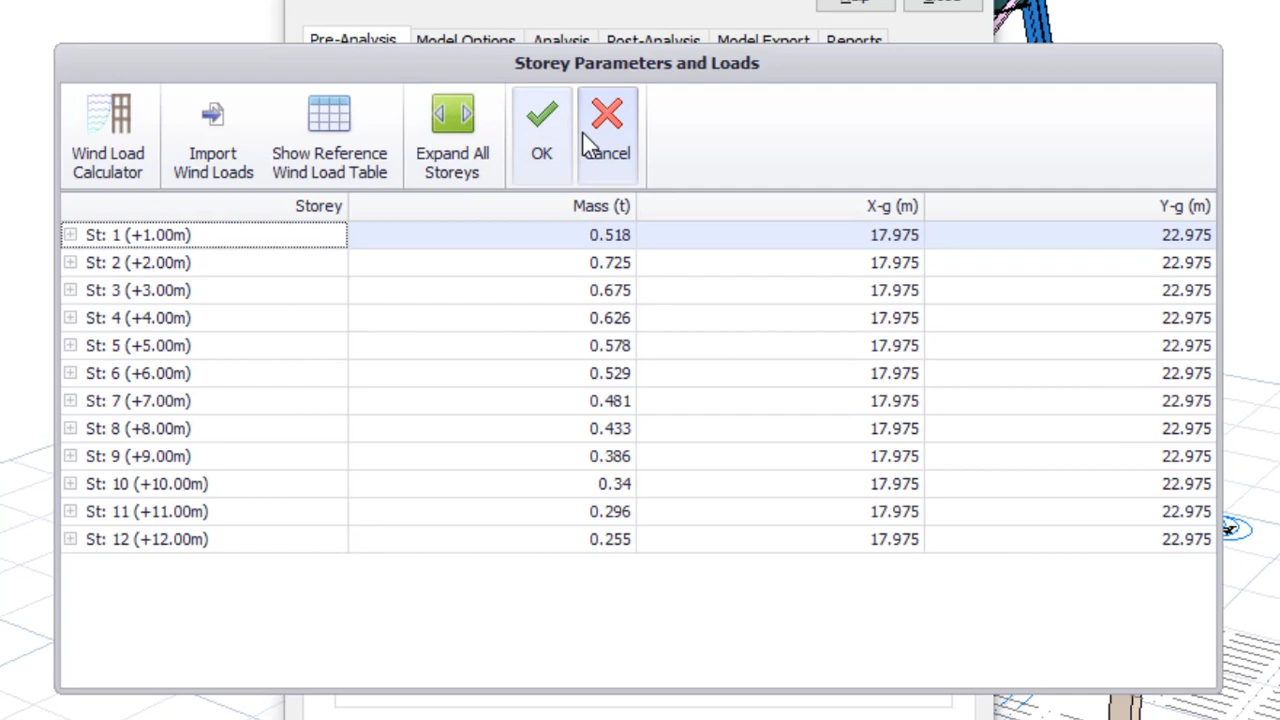 Pre-Analysis Model Options Analysis Post-Analysis Model Export Reports
Storey Parameters and Loads
Wind Load Calculator
Import Wind Loads
Show Reference Wind Load Table
Expand All Storeys
OK
Cancel
Storey Mass (t) X-g (m) Y-g (m)
St: 1 (+1.00m) 0.518 17.975 22.975
St: 2 (+2.00m) 0.725 17.975 22.975
St: 3 (+3.00m) 0.675 17.975 22.975
St: 4 (+4.00m) 0.626 17.975 22.975
St: 5 (+5.00m) 0.578 17.975 22.975
St: 6 (+6.00m) 0.529 17.975 22.975
St: 7 (+7.00m) 0.481 17.975 22.975
St: 8 (+8.00m) 0.433 17.975 22.975
St: 9 (+9.00m) 0.386 17.975 22.975
St: 10 (+10.00m) 0.34 17.975 22.975
St: 11 (+11.00m) 0.296 17.975 22.975
St: 12 (+12.00m) 0.255 17.975 22.975